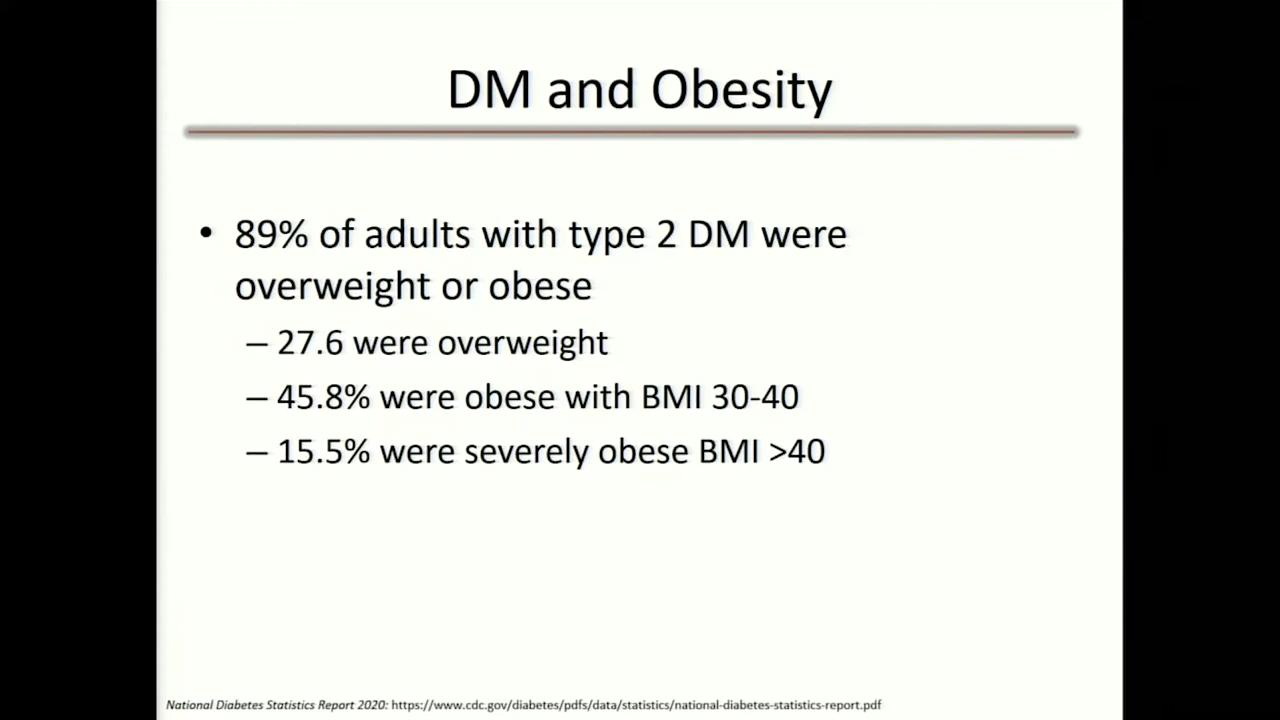 DM and Obesity
• 89% of adults with type 2 DM were
overweight or obese
– 27.6 were overweight
– 45.8% were obese with BMI 30-40
– 15.5% were severely obese BMI >40
National Diabetes Statistics Report 2020: https://www.cdc.gov/diabetes/pdfs/data/statistics/national-diabetes-statistics-report.pdf